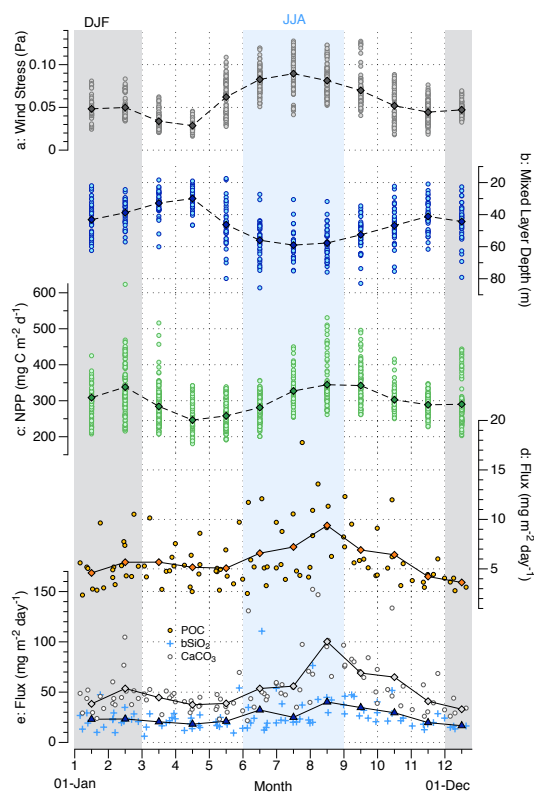 DJF
JJA
a: Wind Stress (Pa)
0.10
0.05
0
b: Mixed Layer Depth (m)
20
40
60
80
c: NPP (mg C m⁻² d⁻¹)
600
500
400
300
200
d: Flux (mg m⁻² day⁻¹)
20
15
10
5
e: Flux (mg m⁻² day⁻¹)
150
100
50
0
POC
bSiO₂
CaCO₃
1 2 3 4 5 6 7 8 9 10 11 12
01-Jan Month 01-Dec